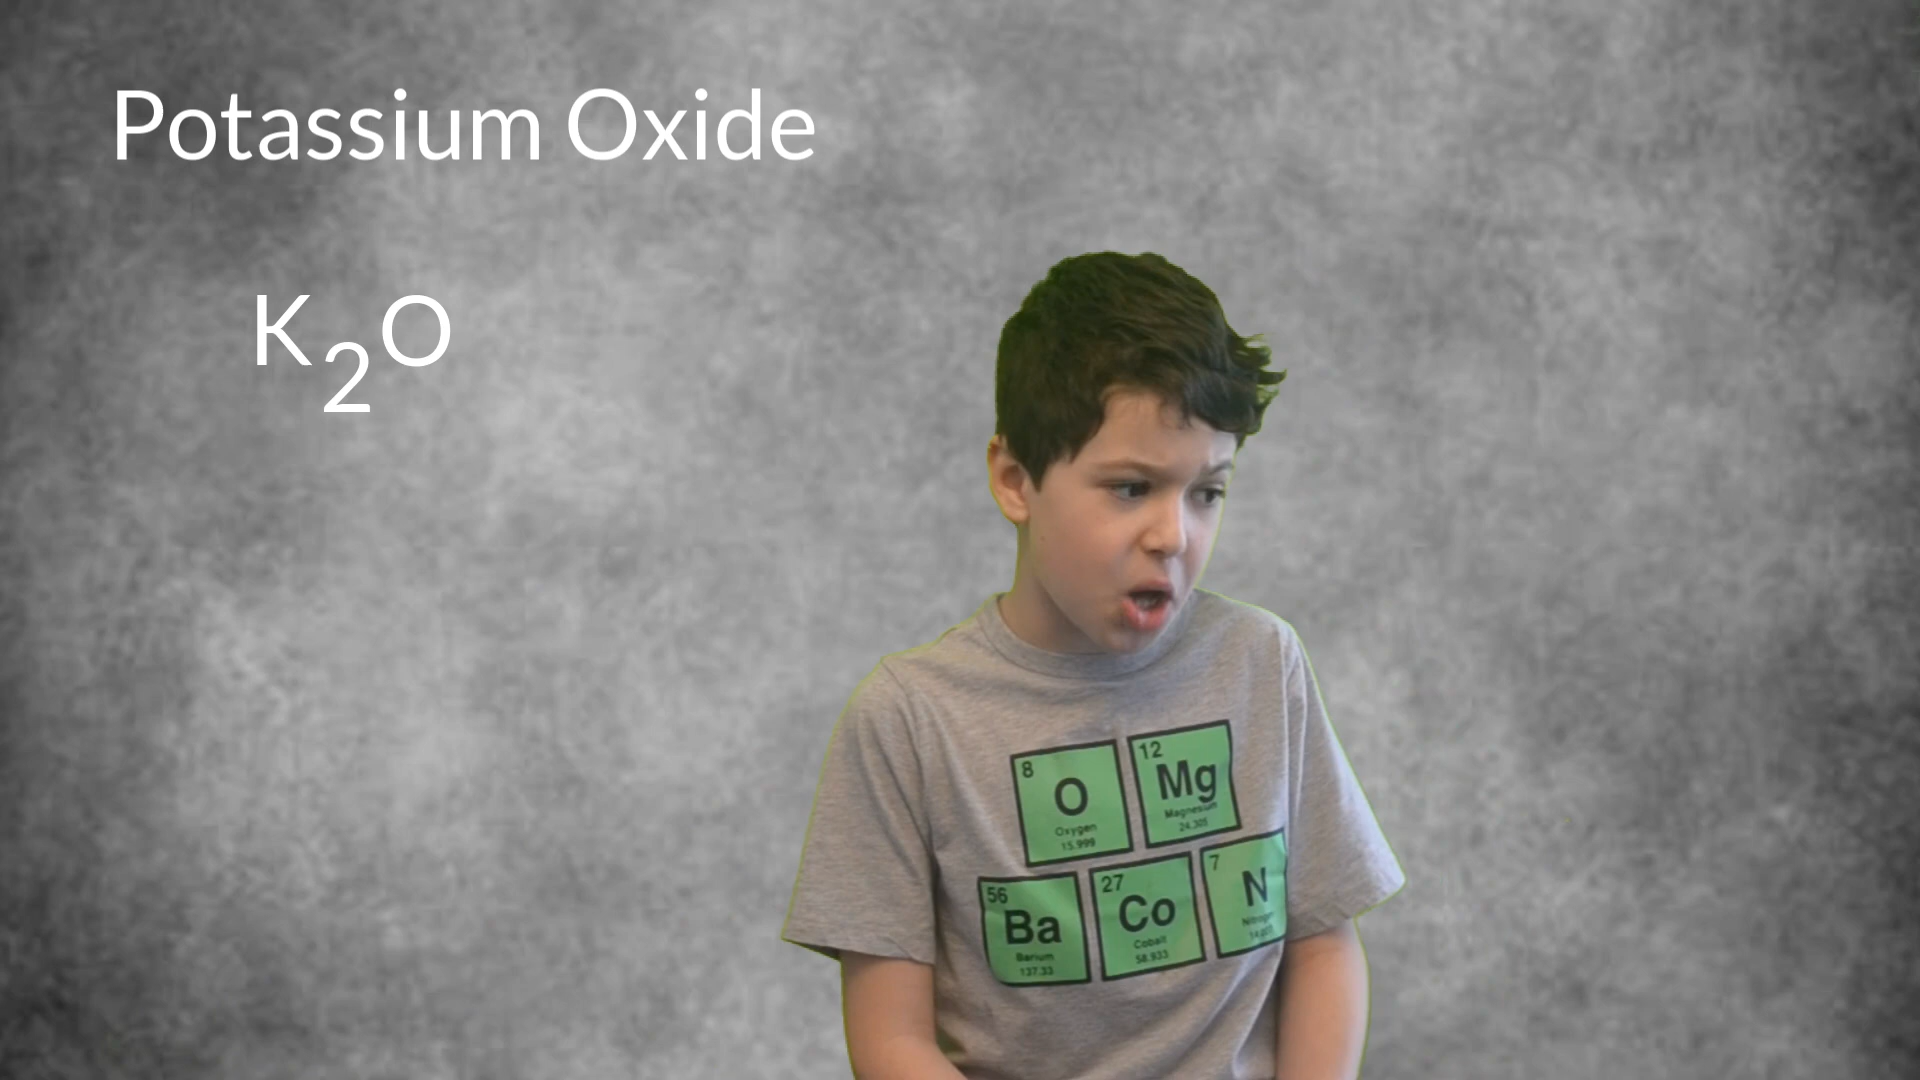 Potassium Oxide
K₂O
8
O
Oxygen
15.999
12
Mg
Magnesium
24.305
56
Ba
Barium
137.33
27
Co
Cobalt
58.933
7
N
Nitrogen